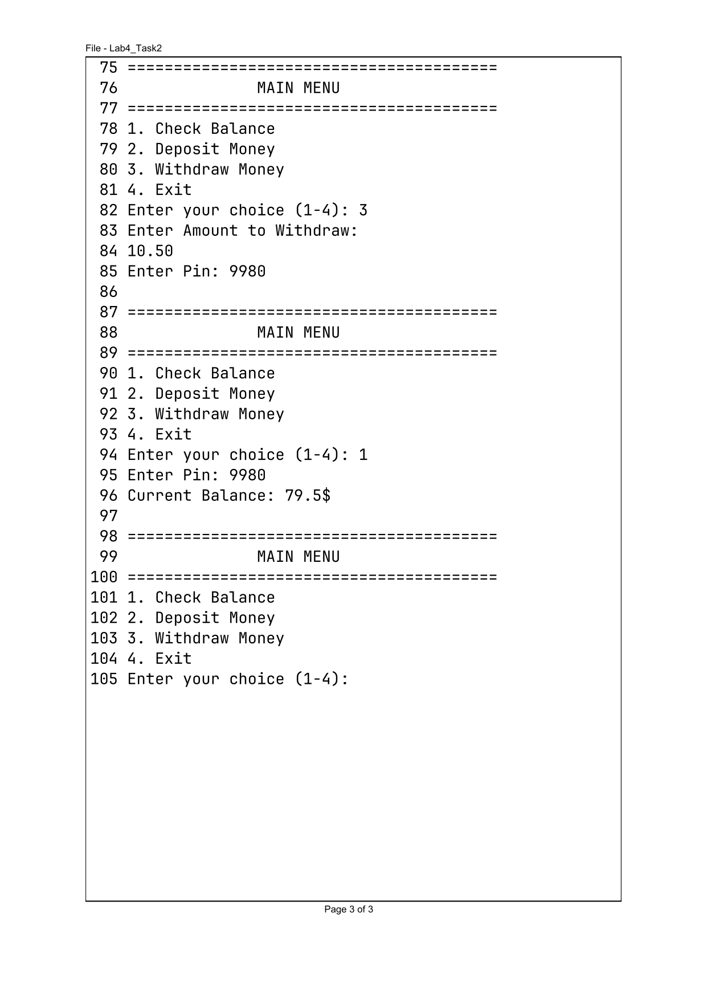 File - Lab4_Task2
75 ========================================
76               MAIN MENU
77 ========================================
78 1. Check Balance
79 2. Deposit Money
80 3. Withdraw Money
81 4. Exit
82 Enter your choice (1-4): 3
83 Enter Amount to Withdraw:
84 10.50
85 Enter Pin: 9980
86
87 ========================================
88               MAIN MENU
89 ========================================
90 1. Check Balance
91 2. Deposit Money
92 3. Withdraw Money
93 4. Exit
94 Enter your choice (1-4): 1
95 Enter Pin: 9980
96 Current Balance: 79.5$
97
98 ========================================
99               MAIN MENU
100 ========================================
101 1. Check Balance
102 2. Deposit Money
103 3. Withdraw Money
104 4. Exit
105 Enter your choice (1-4):
Page 3 of 3